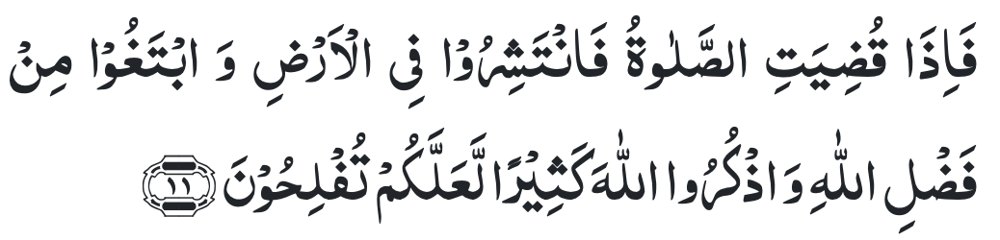 فَاِذَا قُضِيَتِ الصَّلٰوةُ فَانْتَشِرُوْا فِى الْاَرْضِ وَ ابْتَغُوْا مِنْ
فَضْلِ اللّٰهِ وَاذْكُرُوا اللّٰهَ كَثِيْرًا لَّعَلَّكُمْ تُفْلِحُوْنَ ١١